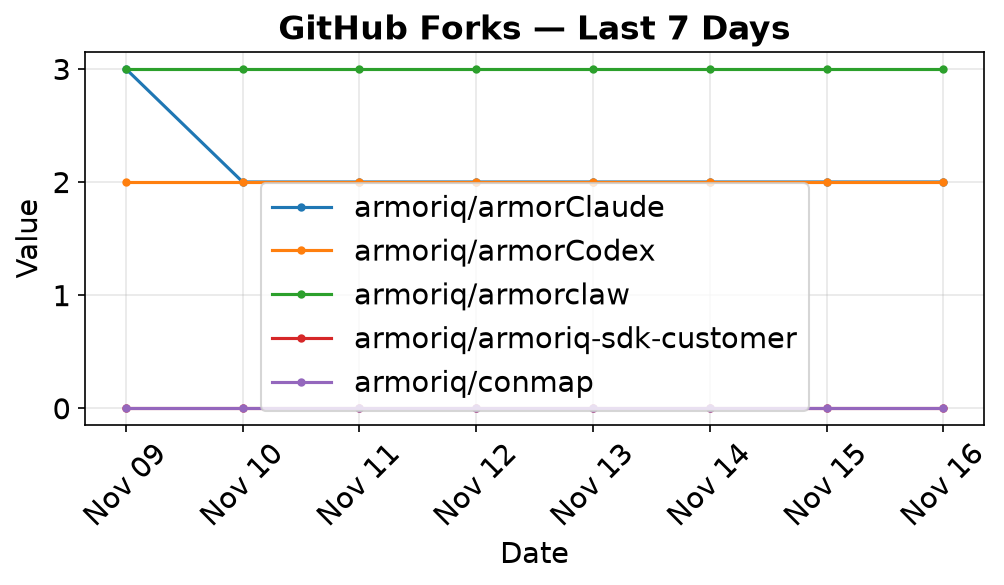 GitHub Forks — Last 7 Days
Value
3
2
1
0
armoriq/armorClaude
armoriq/armorCodex
armoriq/armorclaw
armoriq/armoriq-sdk-customer
armoriq/conmap
Nov 09
Nov 10
Nov 11
Nov 12
Nov 13
Nov 14
Nov 15
Nov 16
Date